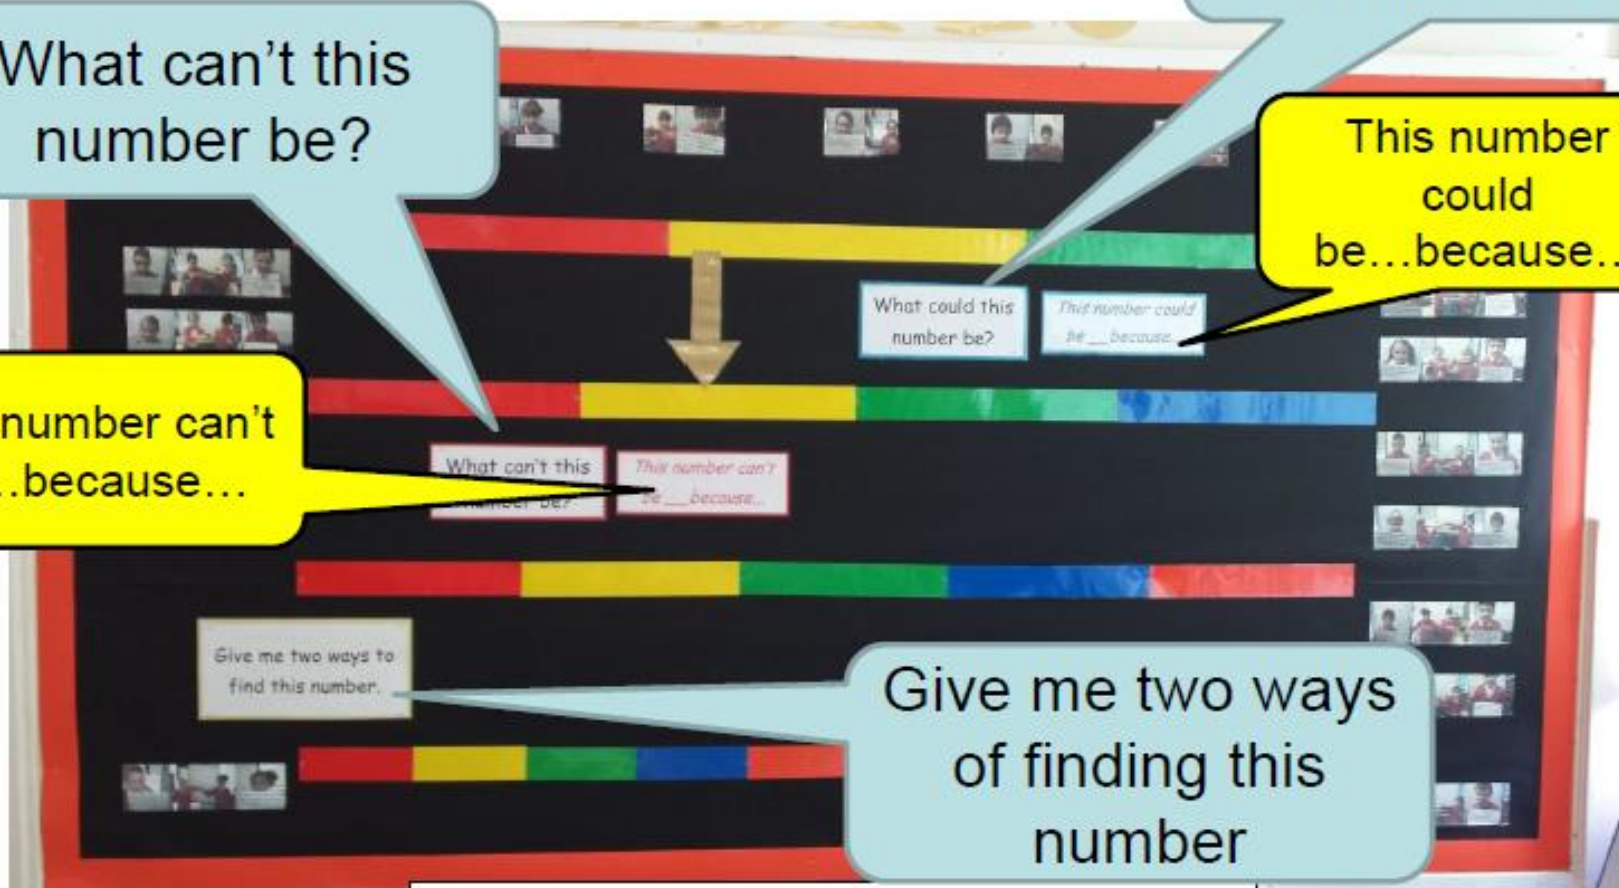 What can't this
number be?
This number
could
be...because...
What could this
number be?
This number could
be __ because...
number can't
...because...
What can't this
number be?
This number can't
be __ because...
Give me two ways to
find this number.
Give me two ways
of finding this
number